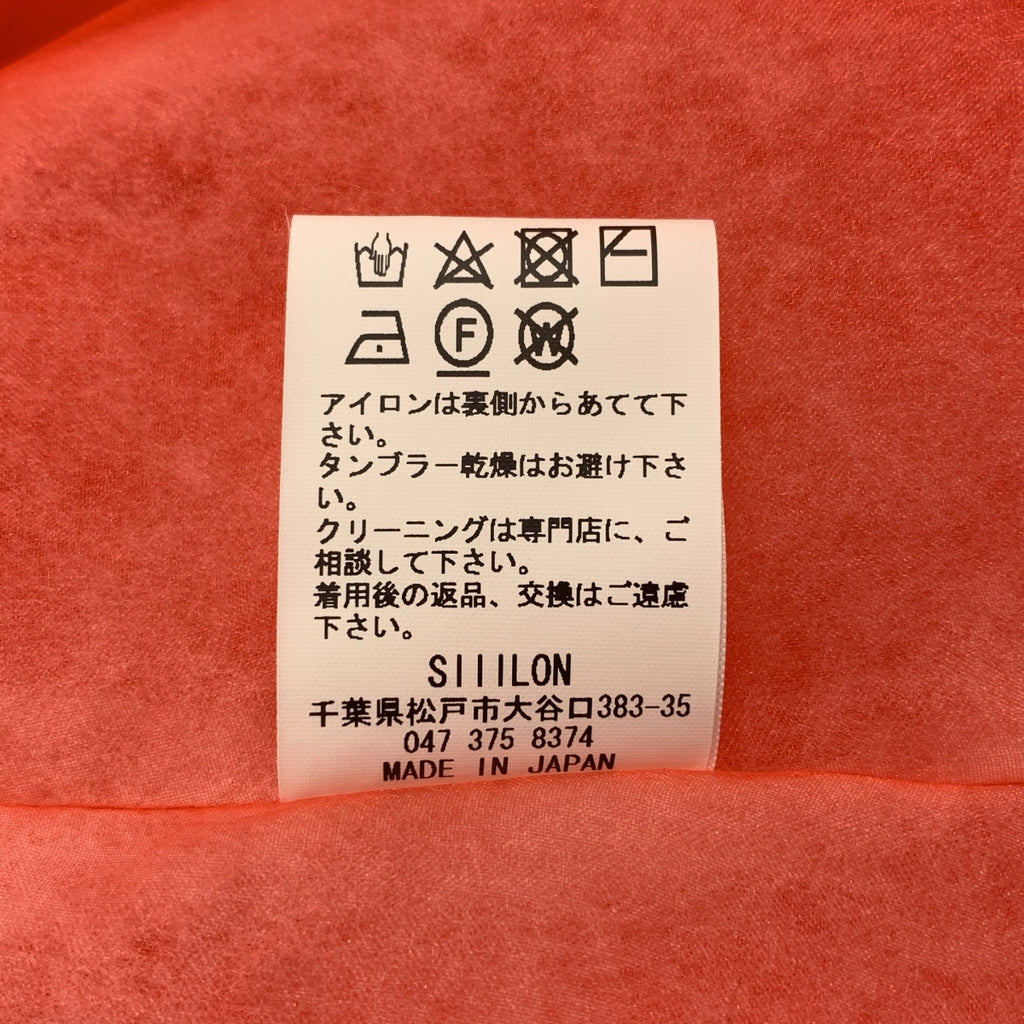 F W
アイロンは裏側からあてて下
さい。
タンブラー乾燥はお避け下さ
い。
クリーニングは専門店に、ご
相談して下さい。
着用後の返品、交換はご遠慮
下さい。
SIIILON
千葉県松戸市大谷口383-35
047 375 8374
MADE IN JAPAN